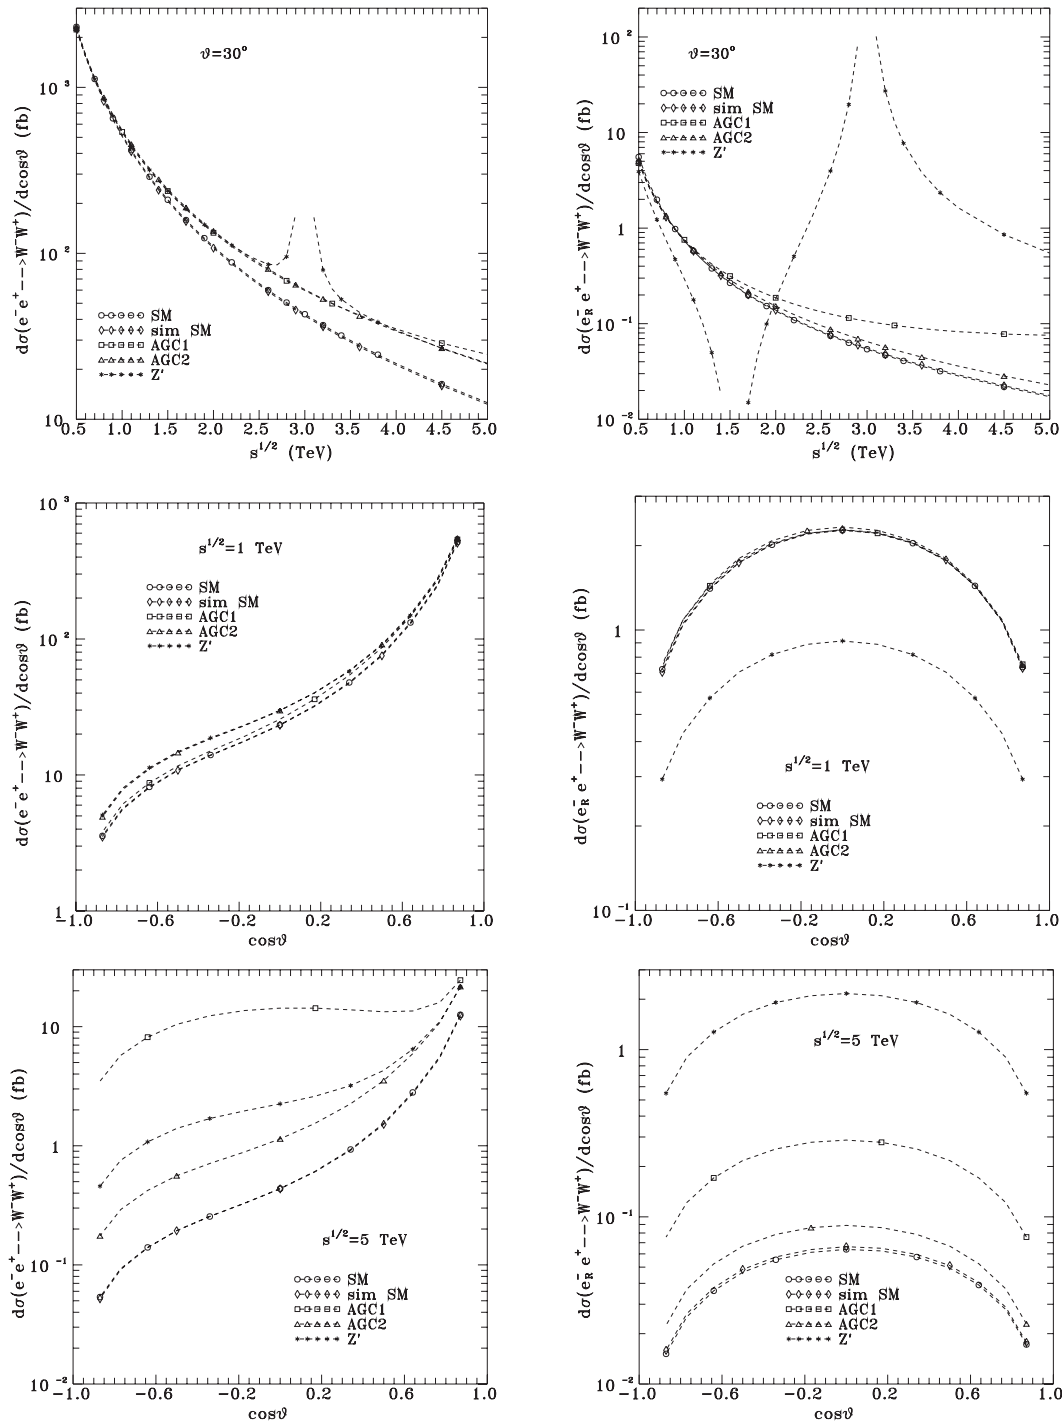 ϑ=30°
SM
sim SM
AGC1
AGC2
Z'
10³
10²
10
0.5 1.0 1.5 2.0 2.5 3.0 3.5 4.0 4.5 5.0
s^1/2 (TeV)
dσ(e⁻e⁺-->W⁻W⁺)/dcosϑ (fb)
ϑ=30°
SM
sim SM
AGC1
AGC2
Z'
10²
10
1
10⁻¹
10⁻²
0.5 1.0 1.5 2.0 2.5 3.0 3.5 4.0 4.5 5.0
s^1/2 (TeV)
dσ(e⁻_R e⁺-->W⁻W⁺)/dcosϑ (fb)
s^1/2=1 TeV
SM
sim SM
AGC1
AGC2
Z'
10³
10²
10
1
-1.0 -0.6 -0.2 0.2 0.6 1.0
cosϑ
dσ(e⁻e⁺-->W⁻W⁺)/dcosϑ (fb)
s^1/2=1 TeV
SM
sim SM
AGC1
AGC2
Z'
1
10⁻¹
-1.0 -0.6 -0.2 0.2 0.6 1.0
cosϑ
dσ(e⁻_R e⁺-->W⁻W⁺)/dcosϑ (fb)
s^1/2=5 TeV
SM
sim SM
AGC1
AGC2
Z'
10
1
10⁻¹
10⁻²
-1.0 -0.6 -0.2 0.2 0.6 1.0
cosϑ
dσ(e⁻e⁺-->W⁻W⁺)/dcosϑ (fb)
s^1/2=5 TeV
SM
sim SM
AGC1
AGC2
Z'
1
10⁻¹
10⁻²
-1.0 -0.6 -0.2 0.2 0.6 1.0
cosϑ
dσ(e⁻_R e⁺-->W⁻W⁺)/dcosϑ (fb)